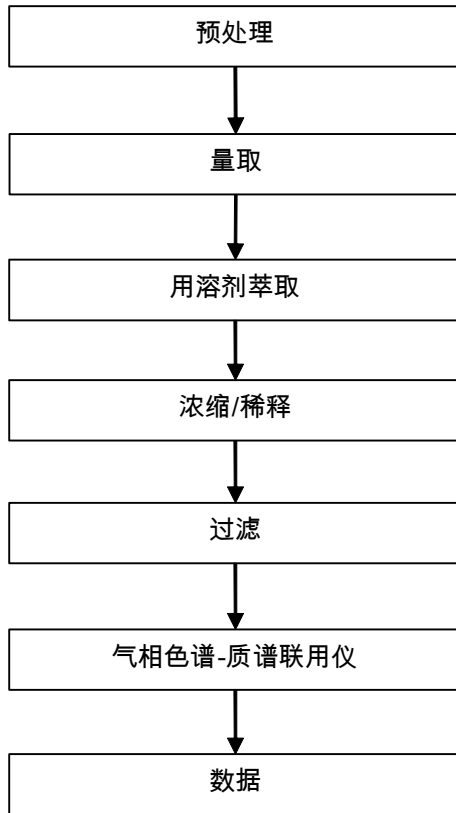 预处理
量取
用溶剂萃取
浓缩/稀释
过滤
气相色谱-质谱联用仪
数据